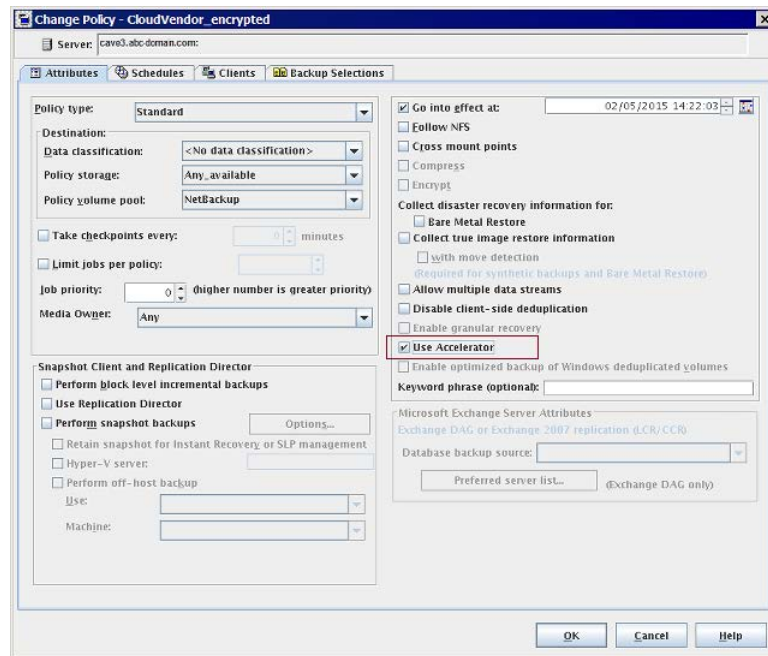 Change Policy - CloudVendor_encrypted
Server: cave3.abc-doman.com:
Attributes Schedules Clients Backup Selections
Policy type: Standard
Destination:
Data classification: <No data classification>
Policy storage: Any_available
Policy volume pool: NetBackup
Take checkpoints every: 0 minutes
Limit jobs per policy:
Job priority: 0 (higher number is greater priority)
Media Owner: Any
Snapshot Client and Replication Director
Perform block level incremental backups
Use Replication Director
Perform snapshot backups Options...
Retain snapshot for Instant Recovery or SLP management
Hyper-V server:
Perform off-host backup
Use:
Machine:
Go into effect at: 02/05/2015 14:22:03
Follow NFS
Cross mount points
Compress
Encrypt
Collect disaster recovery information for:
Bare Metal Restore
Collect true image restore information
with move detection
(Required for synthetic backups and Bare Metal Restore)
Allow multiple data streams
Disable client-side deduplication
Enable granular recovery
Use Accelerator
Enable optimized backup of Windows deduplicated volumes
Keyword phrase (optional):
Microsoft Exchange Server Attributes
Exchange DAG or Exchange 2007 replication (LCR/CCR)
Database backup source:
Preferred server list... (Exchange DAG only)
OK Cancel Help